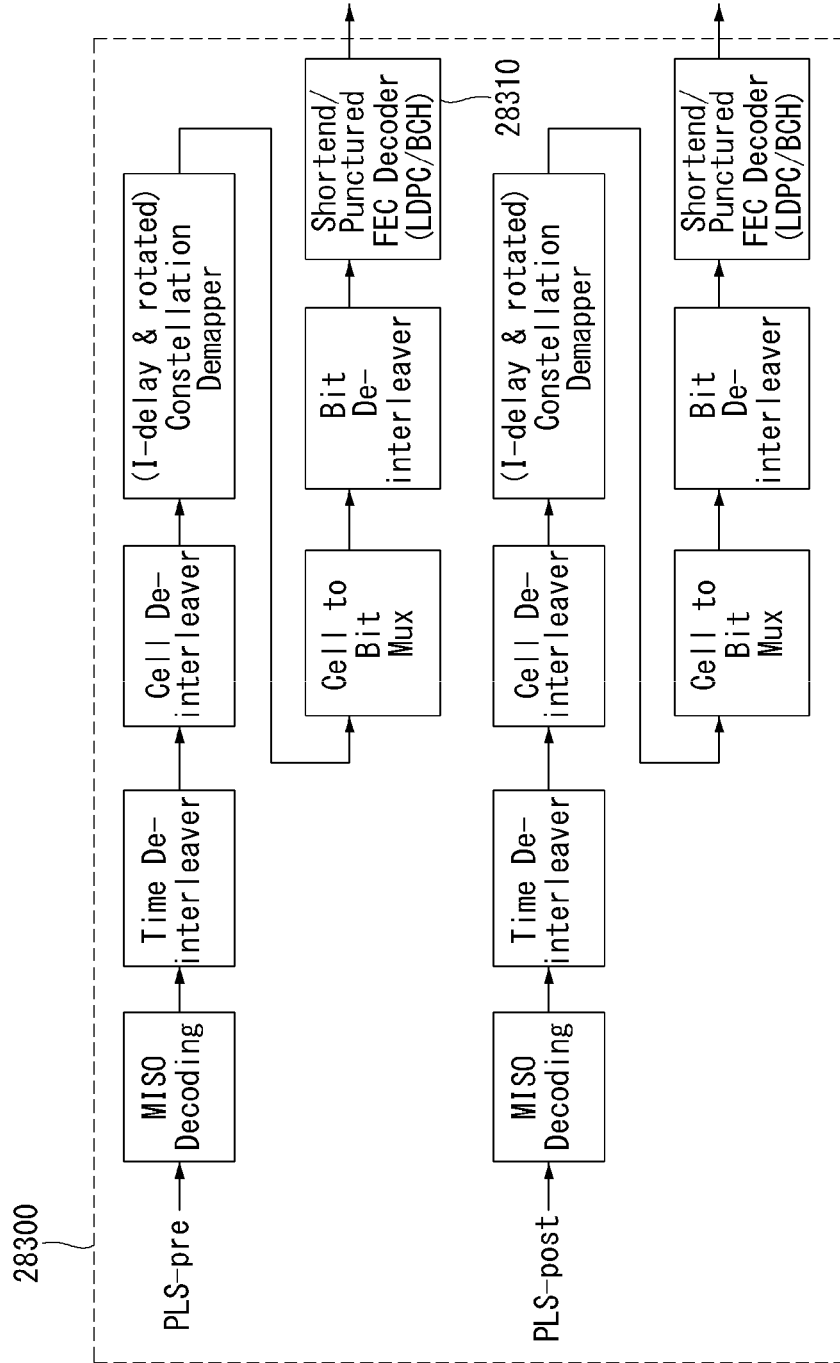 28300
PLS-pre
MISO
Decoding
Time De-
interleaver
Cell De-
interleaver
(I-delay & rotated)
Constellation
Demapper
Cell to
Bit
Mux
Bit
De-
interleaver
Shortend/
Punctured
FEC Decoder
(LDPC/BCH)
28310
PLS-post
MISO
Decoding
Time De-
interleaver
Cell De-
interleaver
(I-delay & rotated)
Constellation
Demapper
Cell to
Bit
Mux
Bit
De-
interleaver
Shortend/
Punctured
FEC Decoder
(LDPC/BCH)